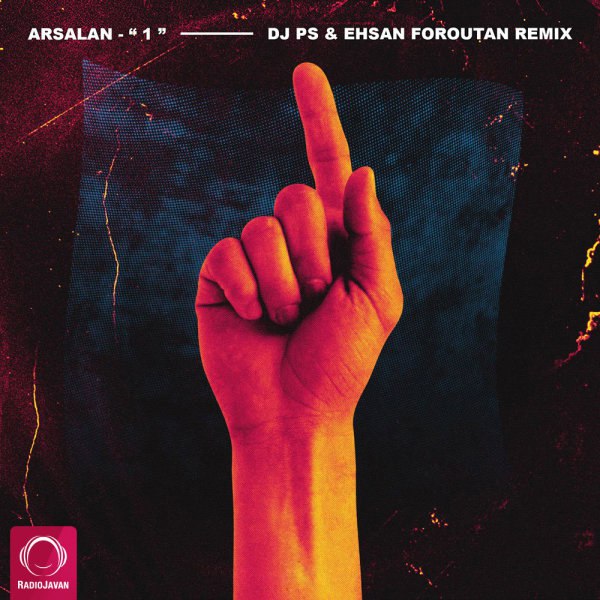 ARSALAN - “ 1 ” DJ PS & EHSAN FOROUTAN REMIX
RADIOJAVAN